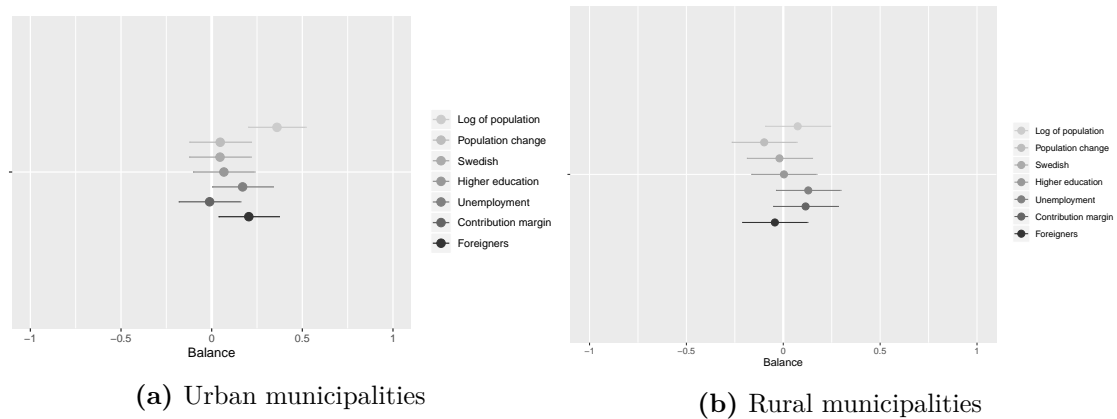 Log of population
Population change
Swedish
Higher education
Unemployment
Contribution margin
Foreigners
−1
−0.5
0
0.5
1
Balance
(a) Urban municipalities
Log of population
Population change
Swedish
Higher education
Unemployment
Contribution margin
Foreigners
−1
−0.5
0
0.5
1
Balance
(b) Rural municipalities